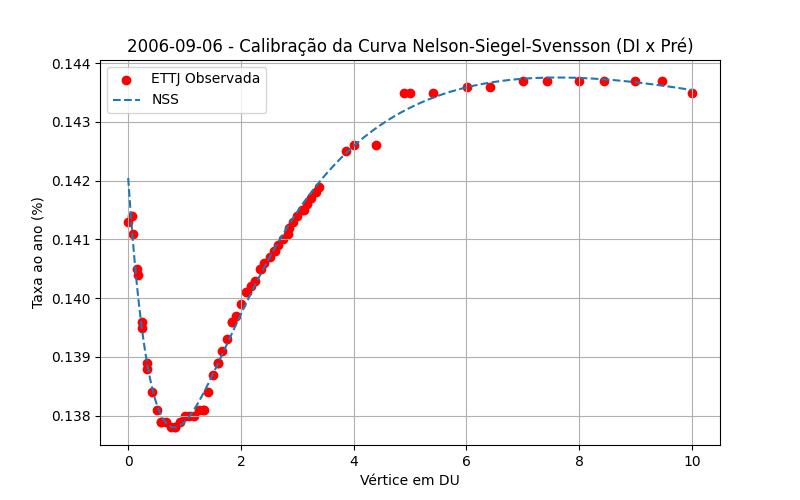 2006-09-06 - Calibração da Curva Nelson-Siegel-Svensson (DI x Pré)
ETTJ Observada
NSS
Taxa ao ano (%)
0.144
0.143
0.142
0.141
0.140
0.139
0.138
0 2 4 6 8 10
Vértice em DU